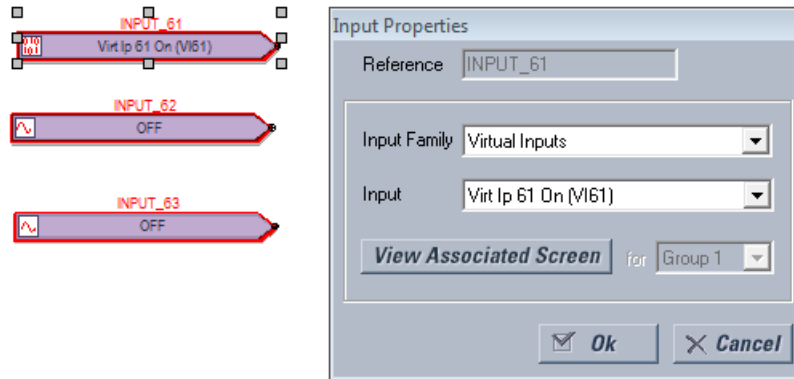 INPUT_61
Virt Ip 61 On (VI61)
INPUT_62
OFF
INPUT_63
OFF
Input Properties
Reference INPUT_61
Input Family Virtual Inputs
Input Virt Ip 61 On (VI61)
View Associated Screen for Group 1
Ok Cancel